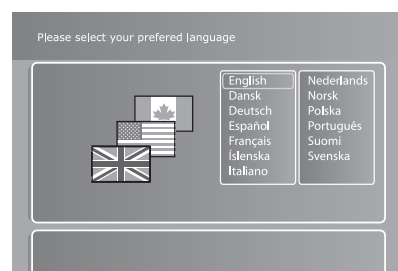 Please select your prefered language
English
Dansk
Deutsch
Español
Français
Íslenska
Italiano
Nederlands
Norsk
Polska
Português
Suomi
Svenska